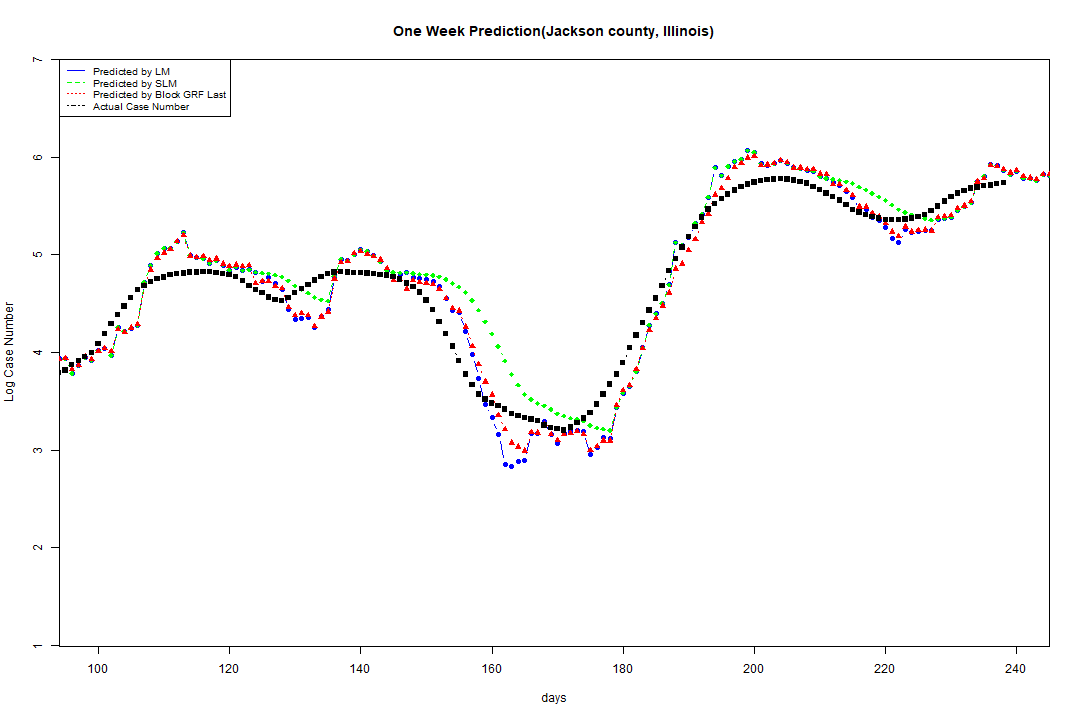 One Week Prediction(Jackson county, Illinois)
Predicted by LM
Predicted by SLM
Predicted by Block GRF Last
Actual Case Number
7
6
5
4
3
2
1
Log Case Number
100 120 140 160 180 200 220 240
days